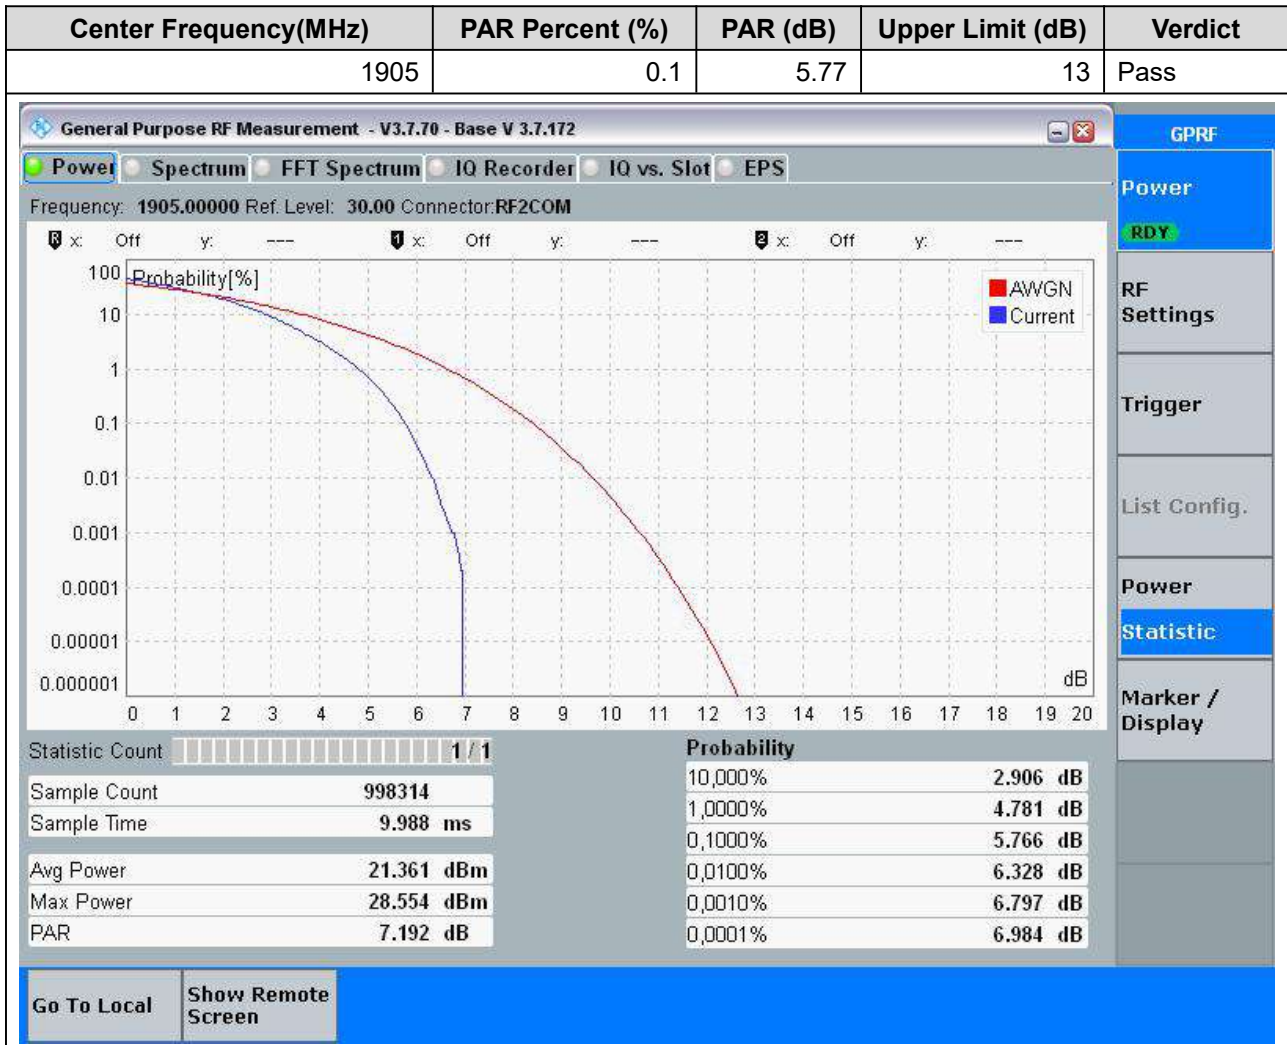 Center Frequency(MHz) PAR Percent (%) PAR (dB) Upper Limit (dB) Verdict
1905 0.1 5.77 13 Pass
General Purpose RF Measurement - V3.7.70 - Base V 3.7.172
GPRF
Power Spectrum FFT Spectrum IQ Recorder IQ vs. Slot EPS
Frequency: 1905.00000 Ref. Level: 30.00 Connector:RF2COM
R x: Off y: --- 1 x: Off y: --- 2 x: Off y: ---
Probability[%]
AWGN
Current
100
10
1
0.1
0.01
0.001
0.0001
0.00001
0.000001
dB
0 1 2 3 4 5 6 7 8 9 10 11 12 13 14 15 16 17 18 19 20
Statistic Count 1 / 1
Sample Count 998314
Sample Time 9.988 ms
Avg Power 21.361 dBm
Max Power 28.554 dBm
PAR 7.192 dB
Probability
10,000% 2.906 dB
1,0000% 4.781 dB
0,1000% 5.766 dB
0,0100% 6.328 dB
0,0010% 6.797 dB
0,0001% 6.984 dB
Power
RDY
RF
Settings
Trigger
List Config.
Power
Statistic
Marker /
Display
Go To Local
Show Remote
Screen